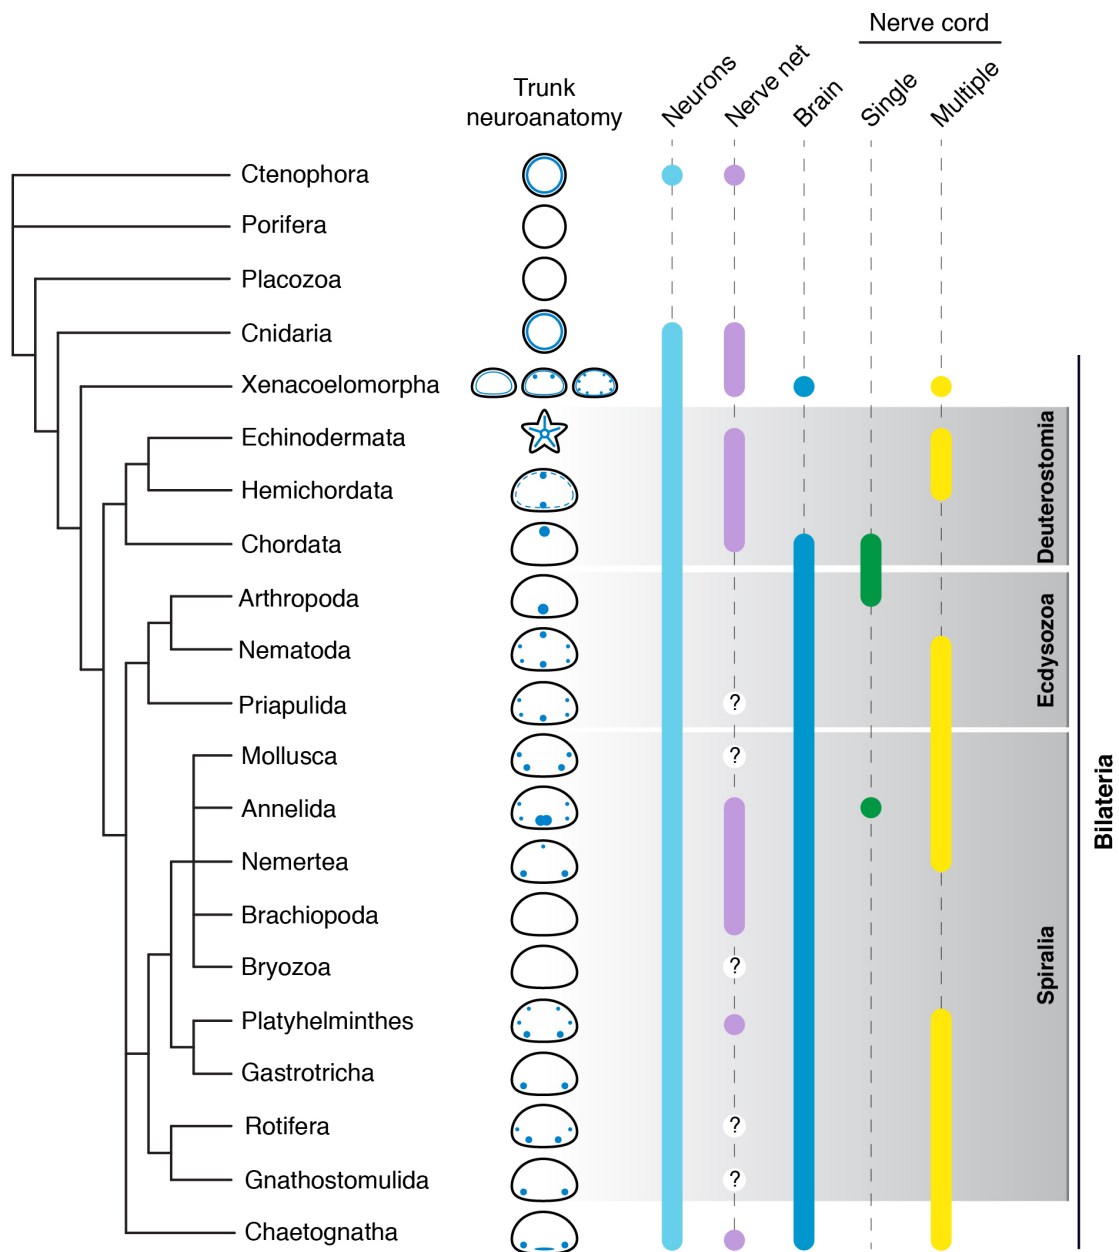 Nerve cord
Trunk
neuroanatomy
Neurons
Nerve net
Brain
Single
Multiple
Ctenophora
Porifera
Placozoa
Cnidaria
Xenacoelomorpha
Echinodermata
Hemichordata
Chordata
Arthropoda
Nematoda
Priapulida
?
Mollusca
?
Annelida
Nemertea
Brachiopoda
Bryozoa
?
Platyhelminthes
Gastrotricha
Rotifera
?
Gnathostomulida
?
Chaetognatha
Deuterostomia
Ecdysozoa
Spiralia
Bilateria